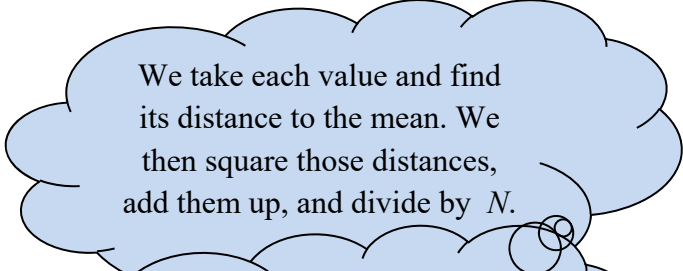 We take each value and find
its distance to the mean. We
then square those distances,
add them up, and divide by N.